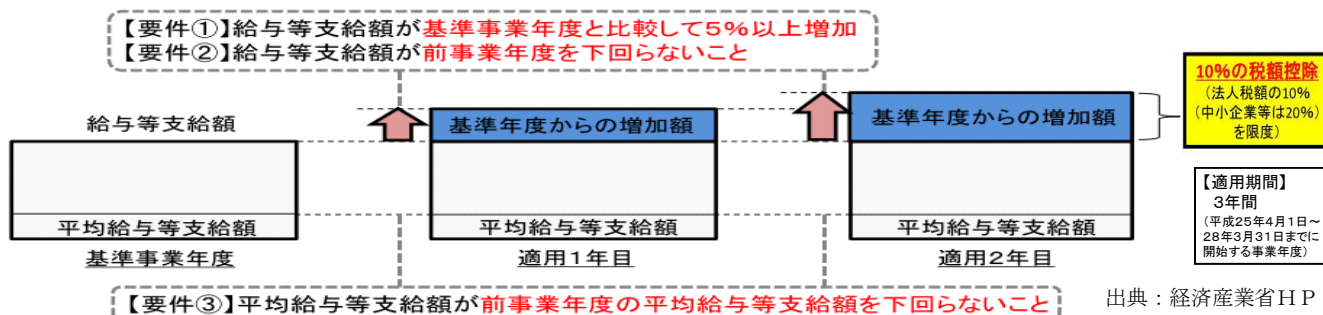 【要件①】給与等支給額が基準事業年度と比較して5%以上増加
【要件②】給与等支給額が前事業年度を下回らないこと
10%の税額控除
（法人税額の10%
（中小企業等は20%）
を限度）
給与等支給額
基準年度からの増加額
基準年度からの増加額
【適用期間】
3年間
（平成25年4月1日～
28年3月31日までに
開始する事業年度）
平均給与等支給額
平均給与等支給額
平均給与等支給額
基準事業年度
適用1年目
適用2年目
【要件③】平均給与等支給額が前事業年度の平均給与等支給額を下回らないこと
出典：経済産業省ＨＰ